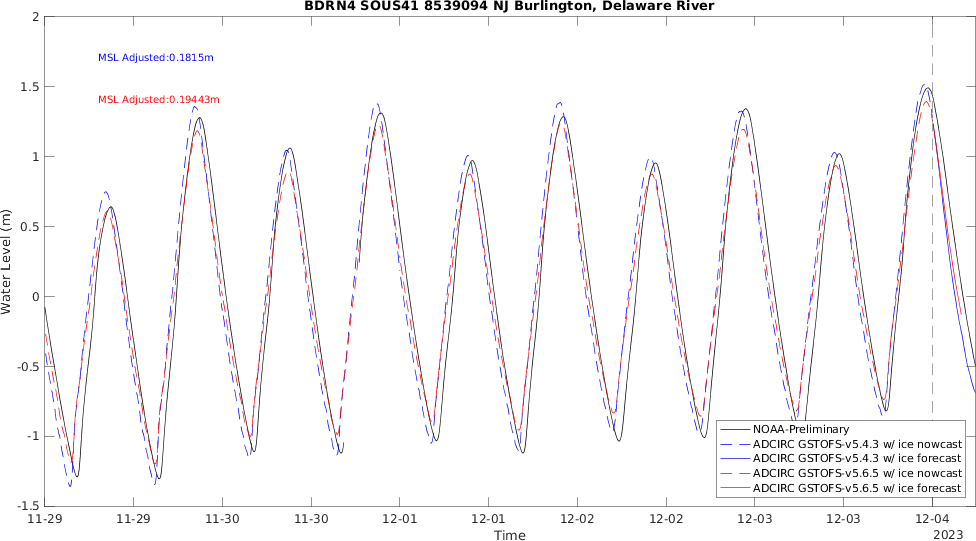 BDRN4 SOUS41 8539094 NJ Burlington, Delaware River
2
1.5
1
0.5
0
-0.5
-1
-1.5
Water Level (m)
MSL Adjusted:0.1815m
MSL Adjusted:0.19443m
NOAA-Preliminary
ADCIRC GSTOFS-v5.4.3 w/ ice nowcast
ADCIRC GSTOFS-v5.4.3 w/ ice forecast
ADCIRC GSTOFS-v5.6.5 w/ ice nowcast
ADCIRC GSTOFS-v5.6.5 w/ ice forecast
11-29 11-29 11-30 11-30 12-01 12-01 12-02 12-02 12-03 12-03 12-04
Time
2023